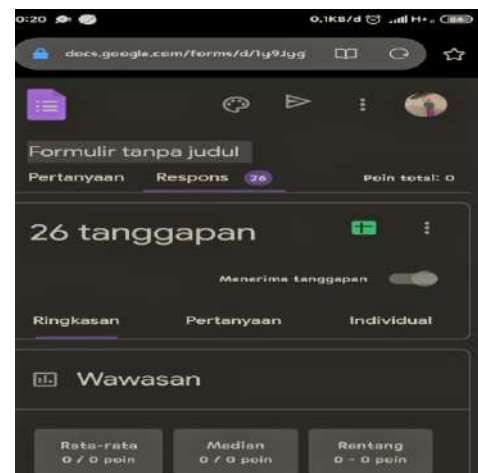 0:20 0,1KB/d H+
docs.google.com/forms/d/1y9Jyg
Formulir tanpa judul
Pertanyaan Respons 26 Poin total: 0
26 tanggapan
Menerima tanggapan
Ringkasan Pertanyaan Individual
Wawasan
Rata-rata Median Rentang
0 / 0 poin 0 / 0 poin 0 - 0 poin